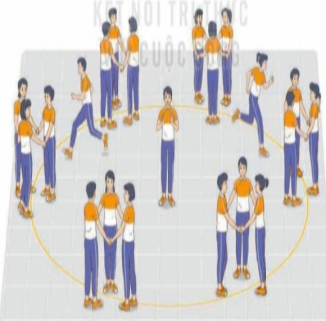 KẾT NỐI TRI THỨC
CUỘC SỐNG